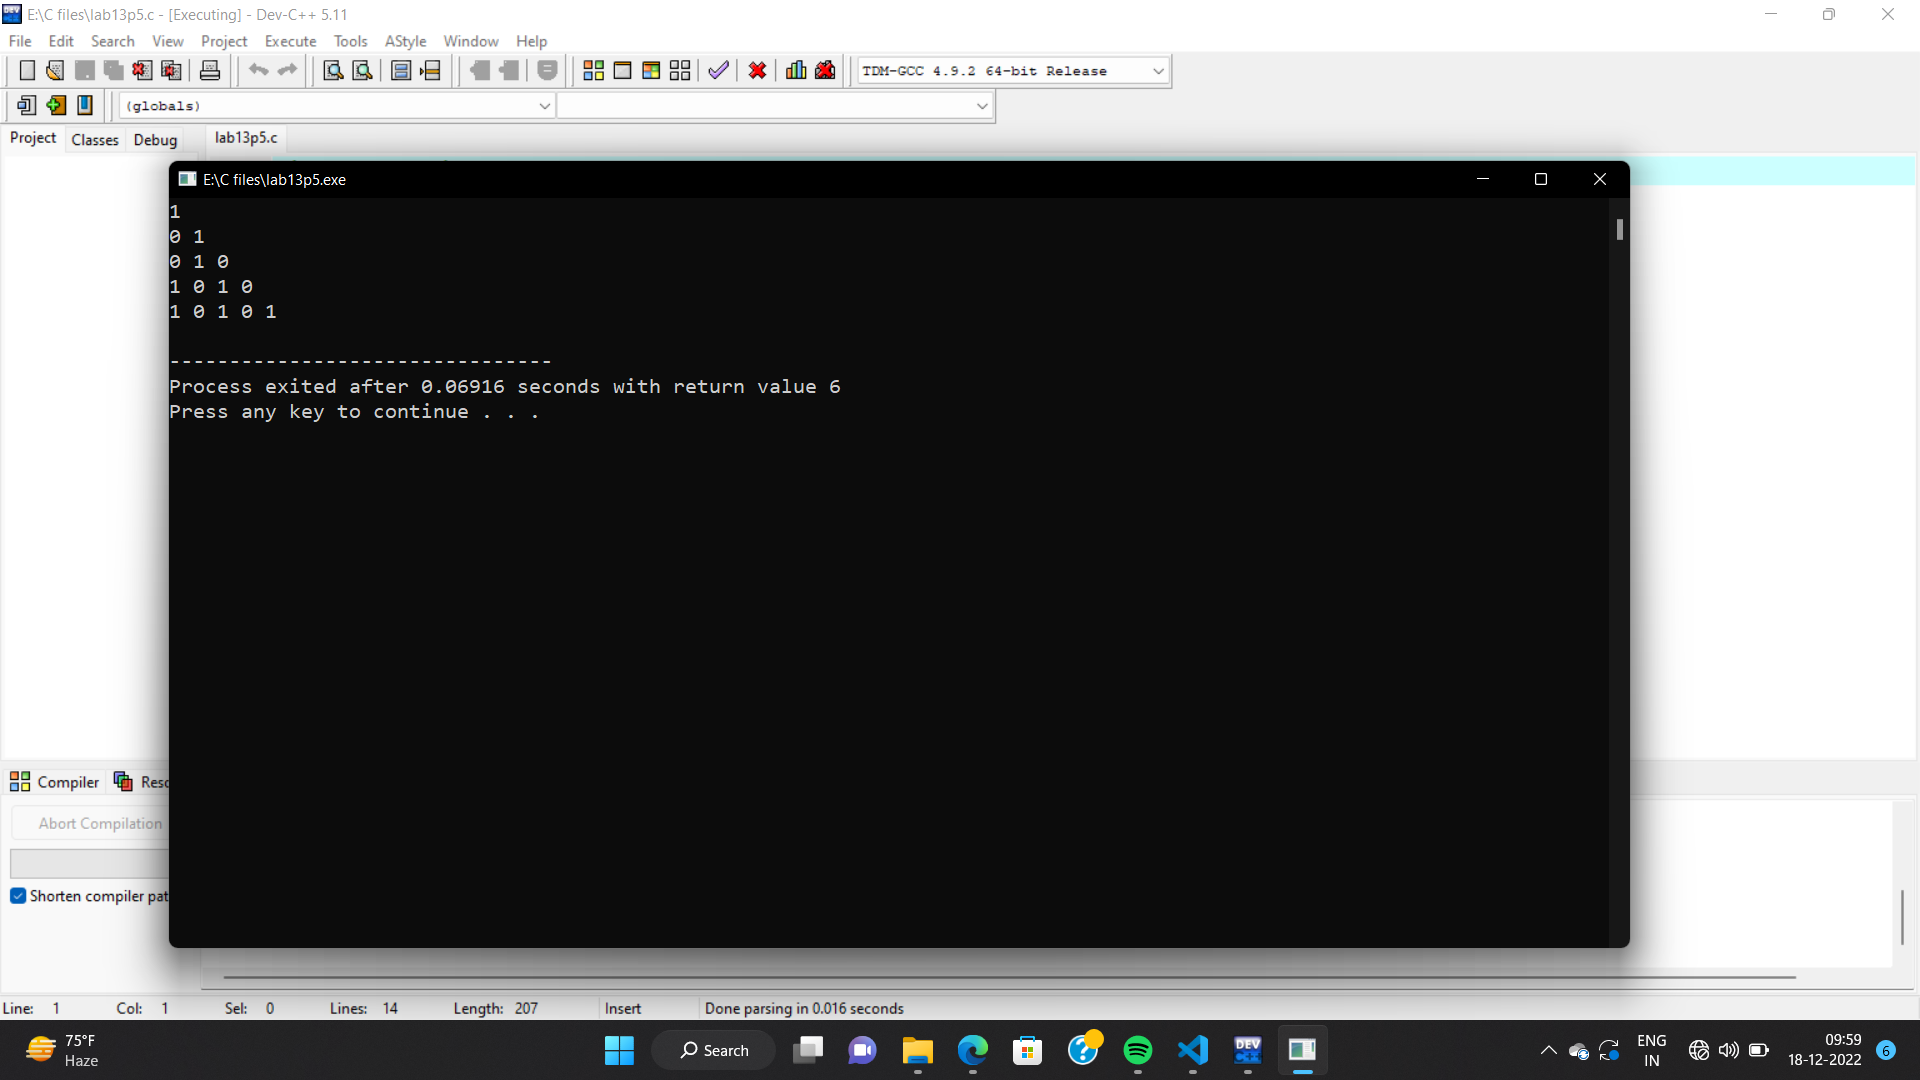 E:\C files\lab13p5.c - [Executing] - Dev-C++ 5.11
File Edit Search View Project Execute Tools AStyle Window Help
TDM-GCC 4.9.2 64-bit Release
(globals)
Project Classes Debug lab13p5.c
E:\C files\lab13p5.exe
1
0 1
0 1 0
1 0 1 0
1 0 1 0 1
--------------------------------
Process exited after 0.06916 seconds with return value 6
Press any key to continue . . .
Compiler Reso
Abort Compilation
Shorten compiler pat
Line: 1 Col: 1 Sel: 0 Lines: 14 Length: 207 Insert Done parsing in 0.016 seconds
75°F
Haze
Search
DEV
C++
ENG
IN
09:59
18-12-2022
6